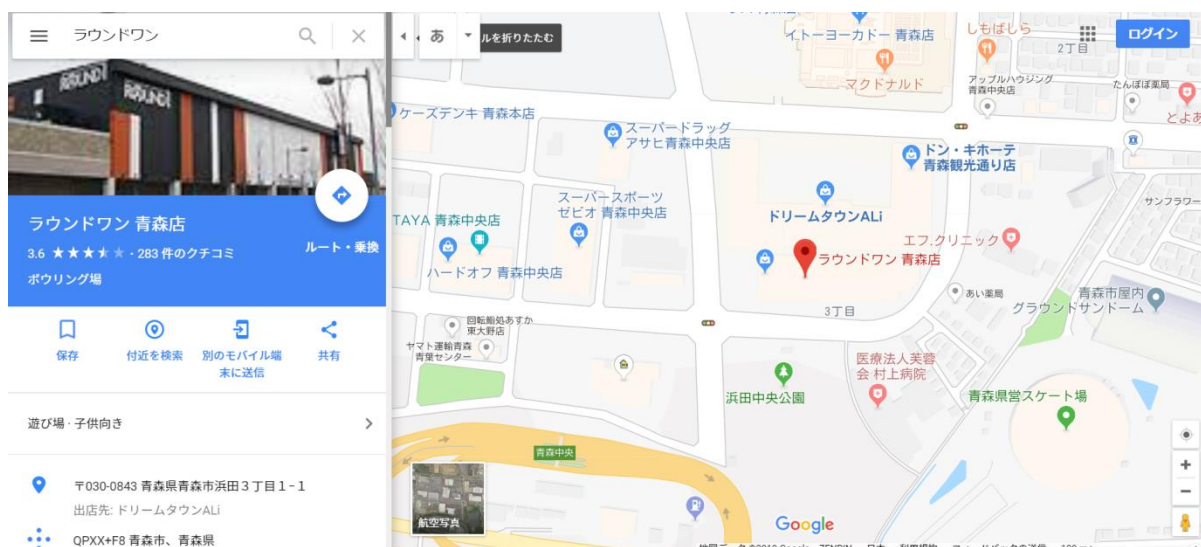 ラウンドワン
あ
ルを折りたたむ
ROUND1
ROUND1
ラウンドワン 青森店
3.6
・283 件のクチコミ
ルート・乗換
ボウリング場
保存
付近を検索
別のモバイル端
末に送信
共有
遊び場・子供向き
〒030-0843 青森県青森市浜田３丁目１−１
出店先: ドリームタウンALi
QPXX+F8 青森市、青森県
イトーヨーカドー 青森店
マクドナルド
しもばしら
2丁目
ログイン
アップルハウジング
青森中央店
たんぽぽ薬局
とよあ
ケーズデンキ 青森本店
スーパードラッグ
アサヒ青森中央店
ドン・キホーテ
青森観光通り店
スーパースポーツ
ゼビオ 青森中央店
ドリームタウンALi
サンフラワー
TAYA 青森中央店
ハードオフ 青森中央店
エフ.クリニック
ラウンドワン 青森店
あい薬局
青森市屋内
グラウンドサンドーム
3丁目
回転鮨処あすか
東大野店
ヤマト運輸青森
青葉センター
医療法人芙蓉
会 村上病院
浜田中央公園
青森県営スケート場
青森中央
航空写真
Google